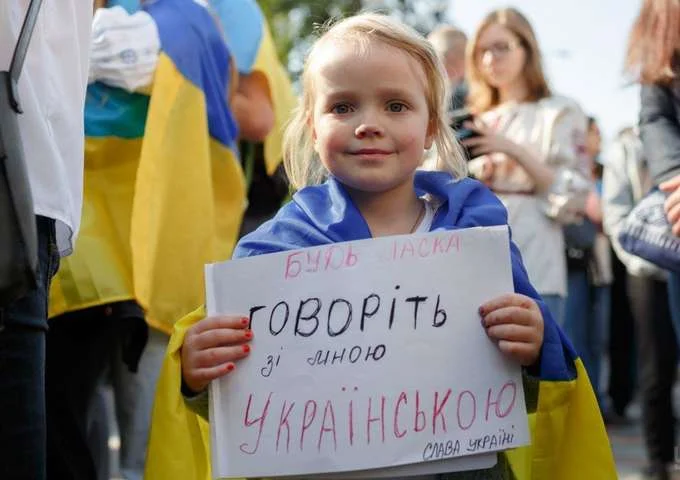 Будь ласка
говоріть
зі мною
українською
Слава Україні